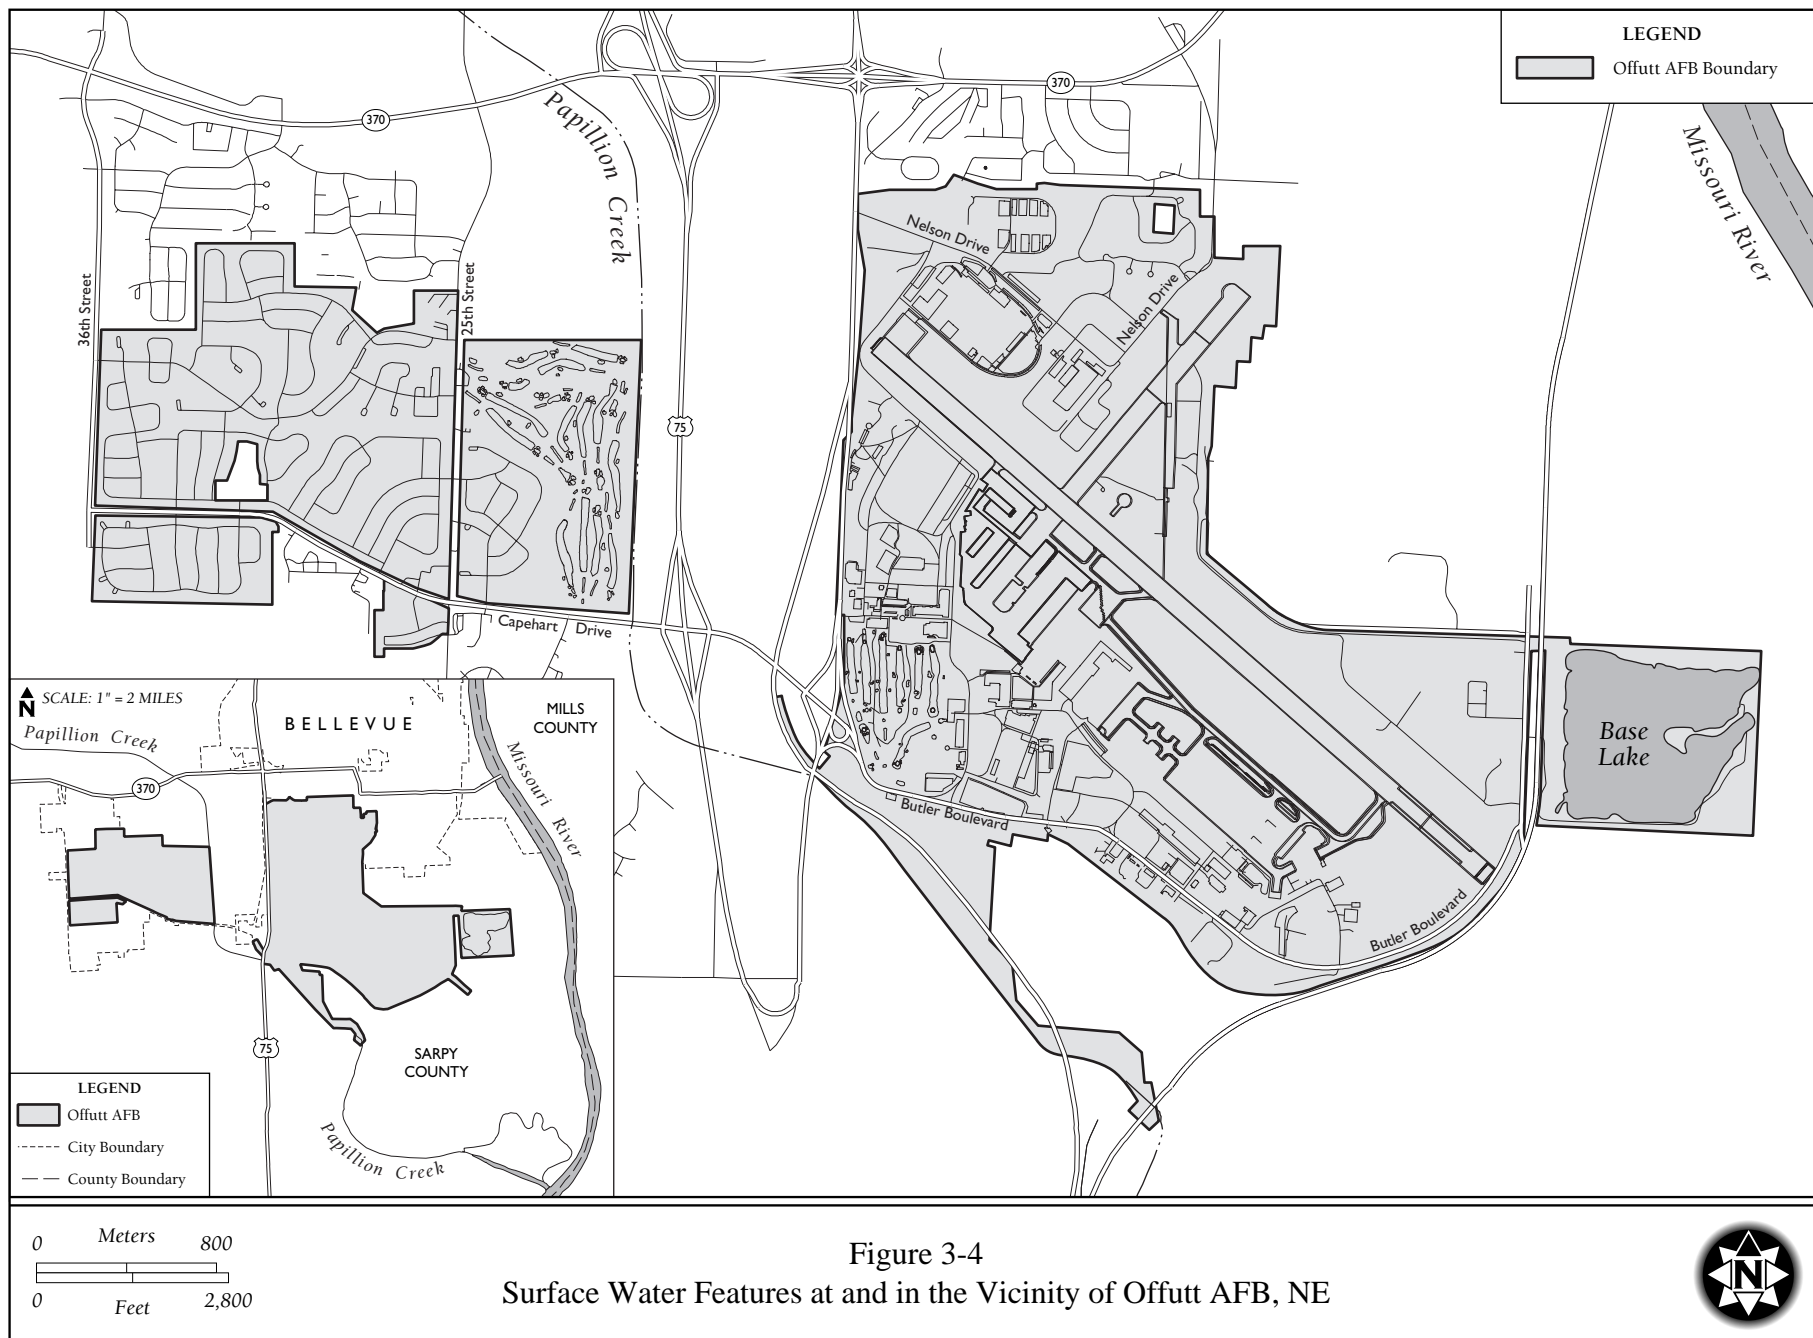 LEGEND
Offutt AFB Boundary
370
370
Papillion Creek
Missouri River
Nelson Drive
Nelson Drive
36th Street
25th Street
75
Capehart Drive
Base
Lake
Butler Boulevard
Butler Boulevard
N
SCALE: 1" = 2 MILES
BELLEVUE
MILLS
COUNTY
Papillion Creek
Missouri River
370
75
SARPY
COUNTY
Papillion Creek
LEGEND
Offutt AFB
City Boundary
County Boundary
0 Meters 800
0 Feet 2,800
Figure 3-4
Surface Water Features at and in the Vicinity of Offutt AFB, NE
N